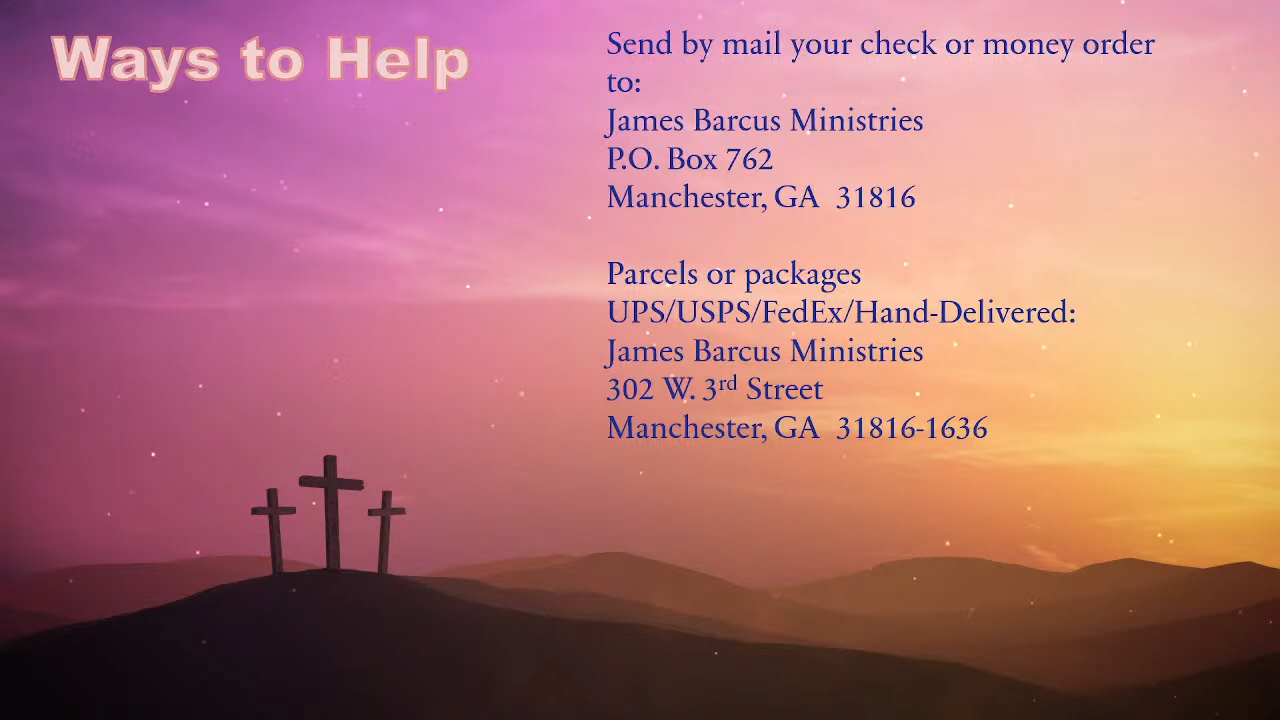 Ways to Help
Send by mail your check or money order
to:
James Barcus Ministries
P.O. Box 762
Manchester, GA  31816
Parcels or packages
UPS/USPS/FedEx/Hand-Delivered:
James Barcus Ministries
302 W. 3rd Street
Manchester, GA  31816-1636